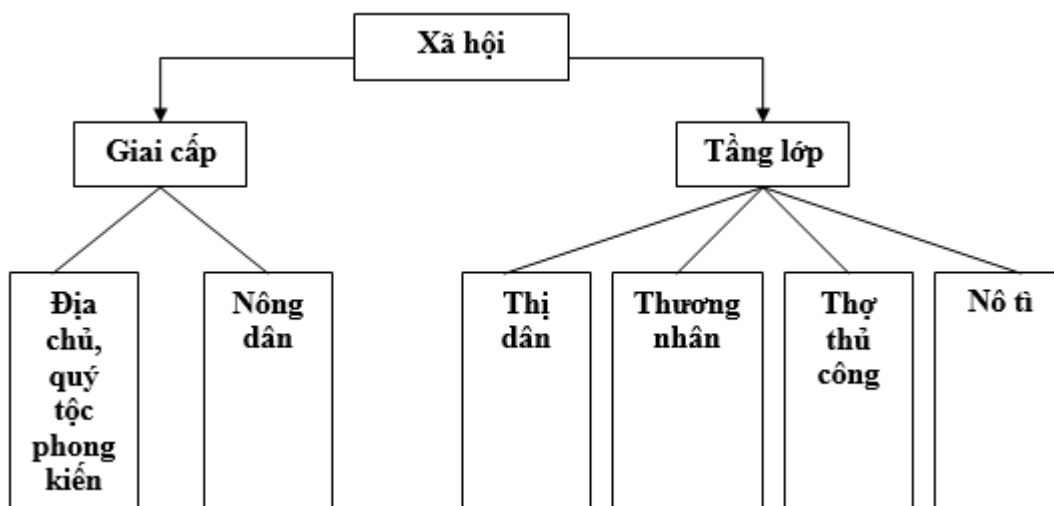 Xã hội
Giai cấp
Tầng lớp
Địa
chủ,
quý
tộc
phong
kiến
Nông
dân
Thị
dân
Thương
nhân
Thợ
thủ
công
Nô tì